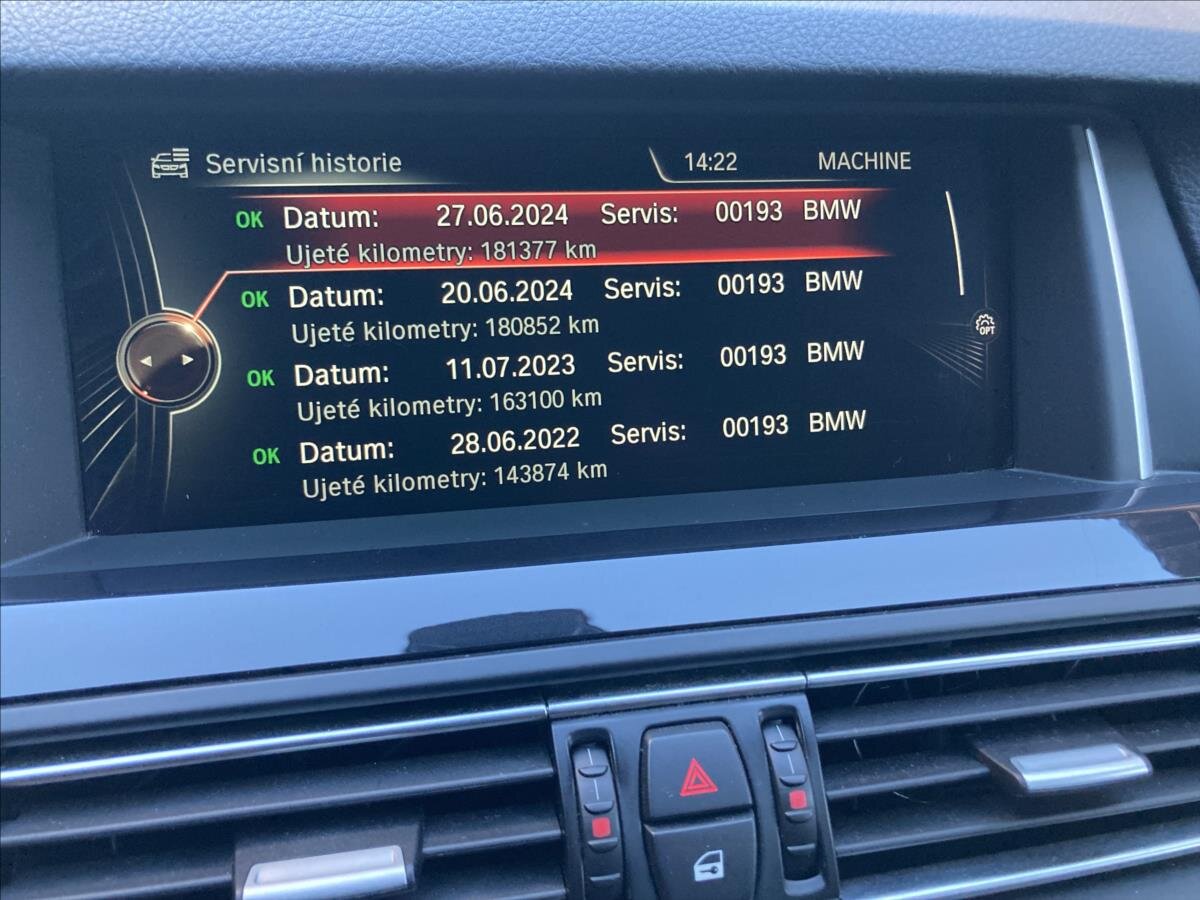 Servisní historie 14:22 MACHINE
OK Datum: 27.06.2024 Servis: 00193 BMW
Ujeté kilometry: 181377 km
OK Datum: 20.06.2024 Servis: 00193 BMW
Ujeté kilometry: 180852 km
OPT
OK Datum: 11.07.2023 Servis: 00193 BMW
Ujeté kilometry: 163100 km
OK Datum: 28.06.2022 Servis: 00193 BMW
Ujeté kilometry: 143874 km